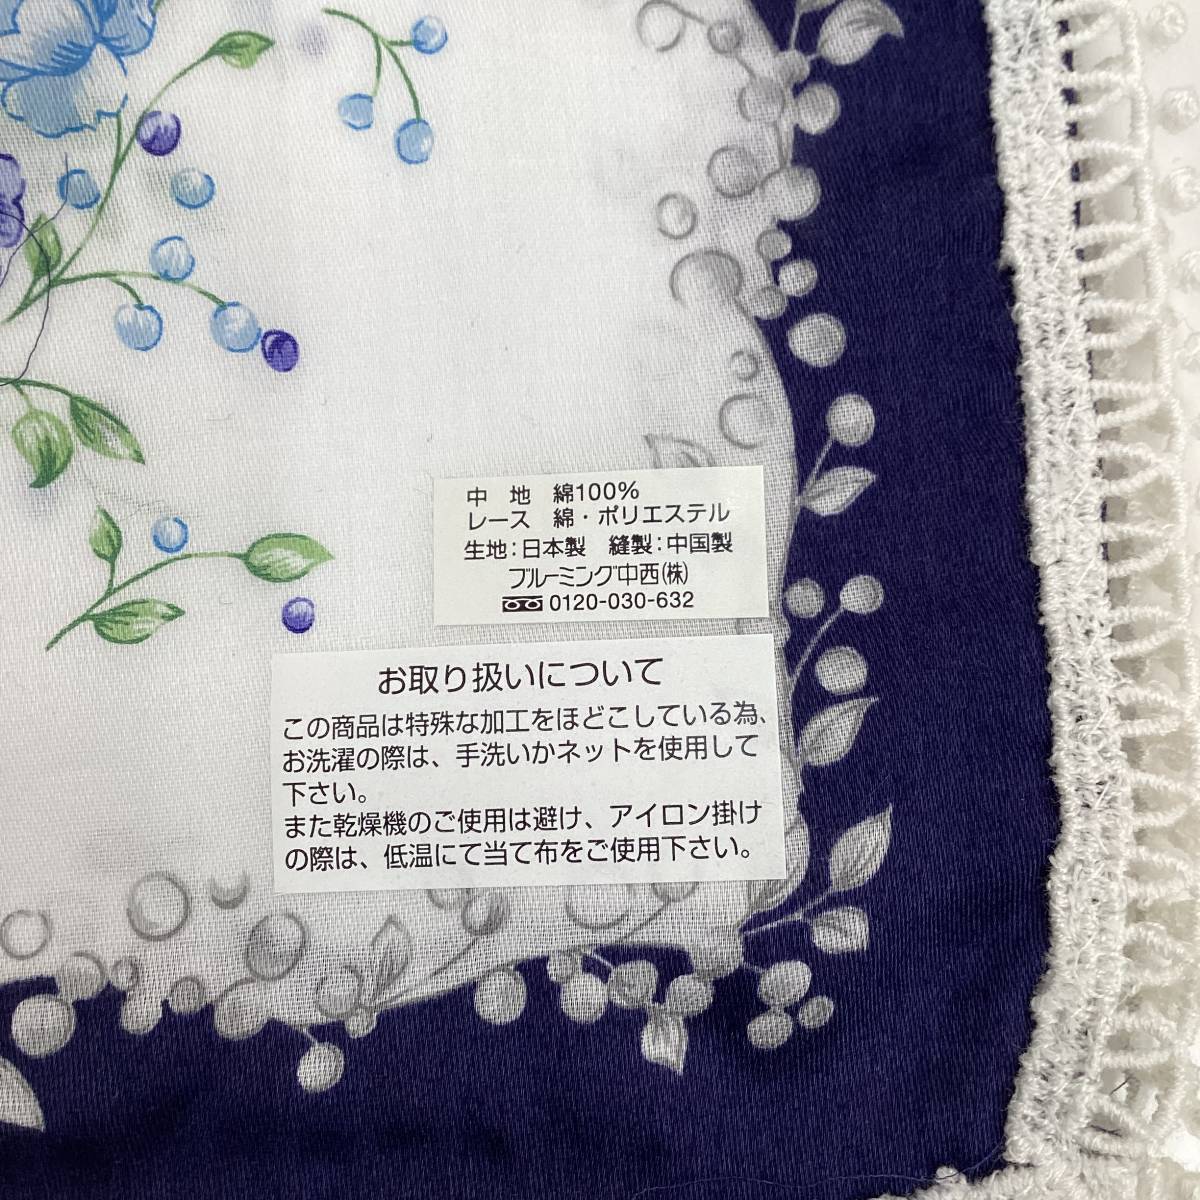 中 地 綿100%
レース 綿・ポリエステル
生地：日本製 縫製：中国製
ブルーミング中西㈱
0120-030-632
お取り扱いについて
この商品は特殊な加工をほどこしている為、
お洗濯の際は、手洗いかネットを使用して
下さい。
また乾燥機のご使用は避け、アイロン掛け
の際は、低温にて当て布をご使用下さい。